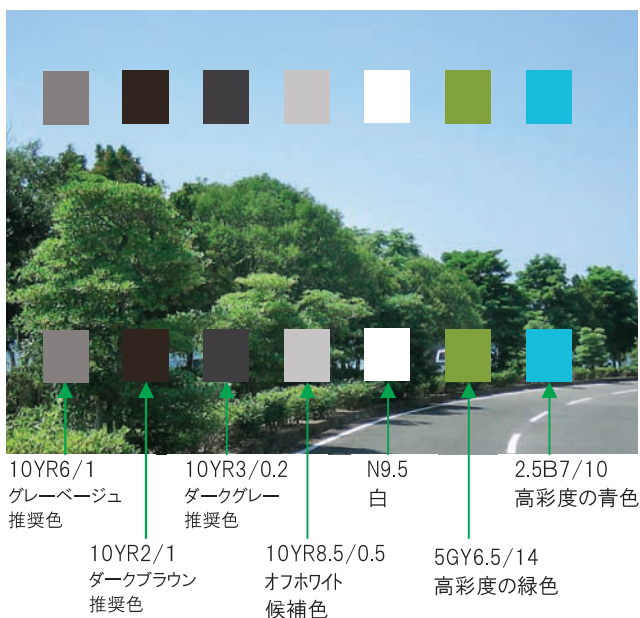 10YR6/1
グレーベージュ
推奨色
10YR3/0.2
ダークグレー
推奨色
N9.5
白
2.5B7/10
高彩度の青色
10YR2/1
ダークブラウン
推奨色
10YR8.5/0.5
オフホワイト
候補色
5GY6.5/14
高彩度の緑色